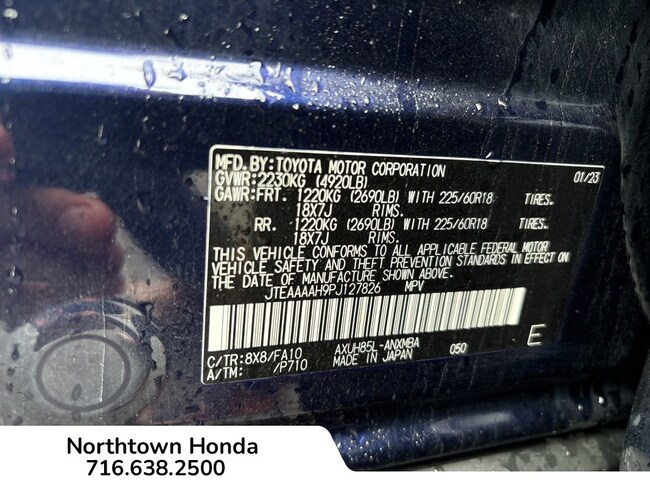 MFD. BY: TOYOTA MOTOR CORPORATION 01/23
GVWR: 2230KG (4920LB)
GAWR: FRT. 1220KG (2690LB) WITH 225/60R18 TIRES.
18X7J RIMS.
RR. 1220KG (2690LB) WITH 225/60R18 TIRES.
18X7J RIMS.
THIS VEHICLE CONFORMS TO ALL APPLICABLE FEDERAL MOTOR
VEHICLE SAFETY AND THEFT PREVENTION STANDARDS IN EFFECT ON
THE DATE OF MANUFACTURE SHOWN ABOVE.
JTEAAAAH9PJ127826 MPV
C/TR: 8X8/FA10 AXUH85L-ANXMBA E
A/TM: /P710 MADE IN JAPAN 050
Northtown Honda
716.638.2500